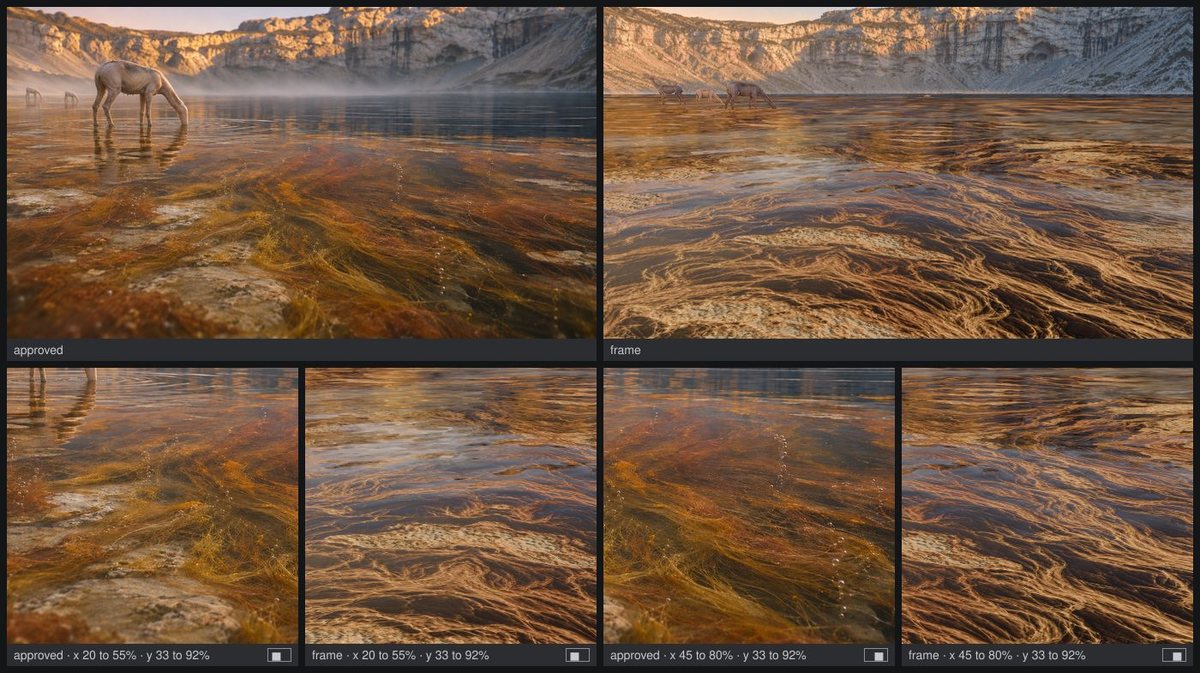 approved
frame
approved · x 20 to 55% · y 33 to 92%
frame · x 20 to 55% · y 33 to 92%
approved · x 45 to 80% · y 33 to 92%
frame · x 45 to 80% · y 33 to 92%